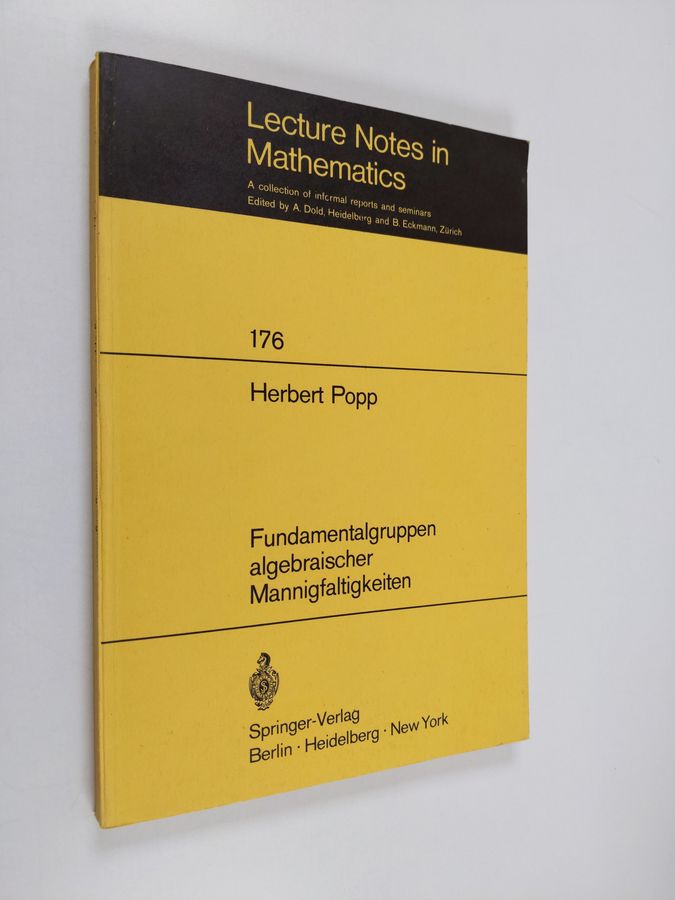 Lecture Notes in
Mathematics
A collection of informal reports and seminars
Edited by A. Dold, Heidelberg and B. Eckmann, Zürich
176
Herbert Popp
Fundamentalgruppen
algebraischer
Mannigfaltigkeiten
Springer-Verlag
Berlin · Heidelberg · New York